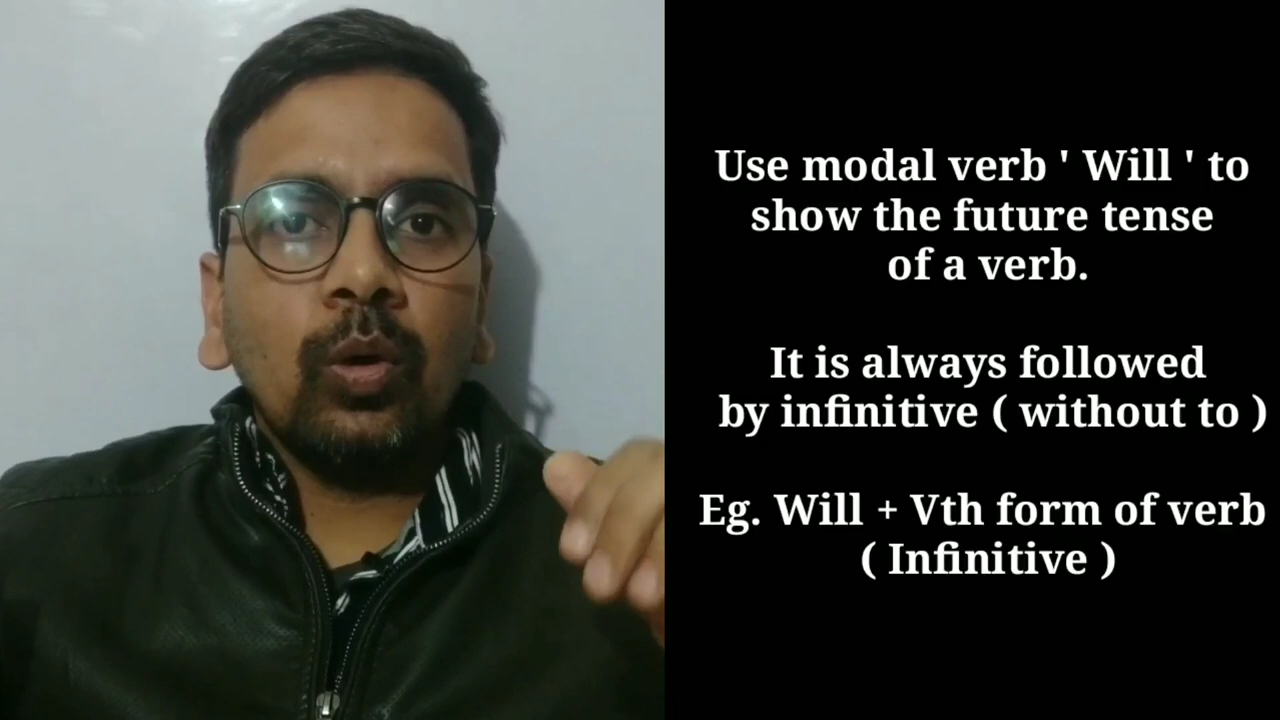 Use modal verb ' Will ' to
show the future tense
of a verb.
It is always followed
by infinitive ( without to )
Eg. Will + Vth form of verb
( Infinitive )